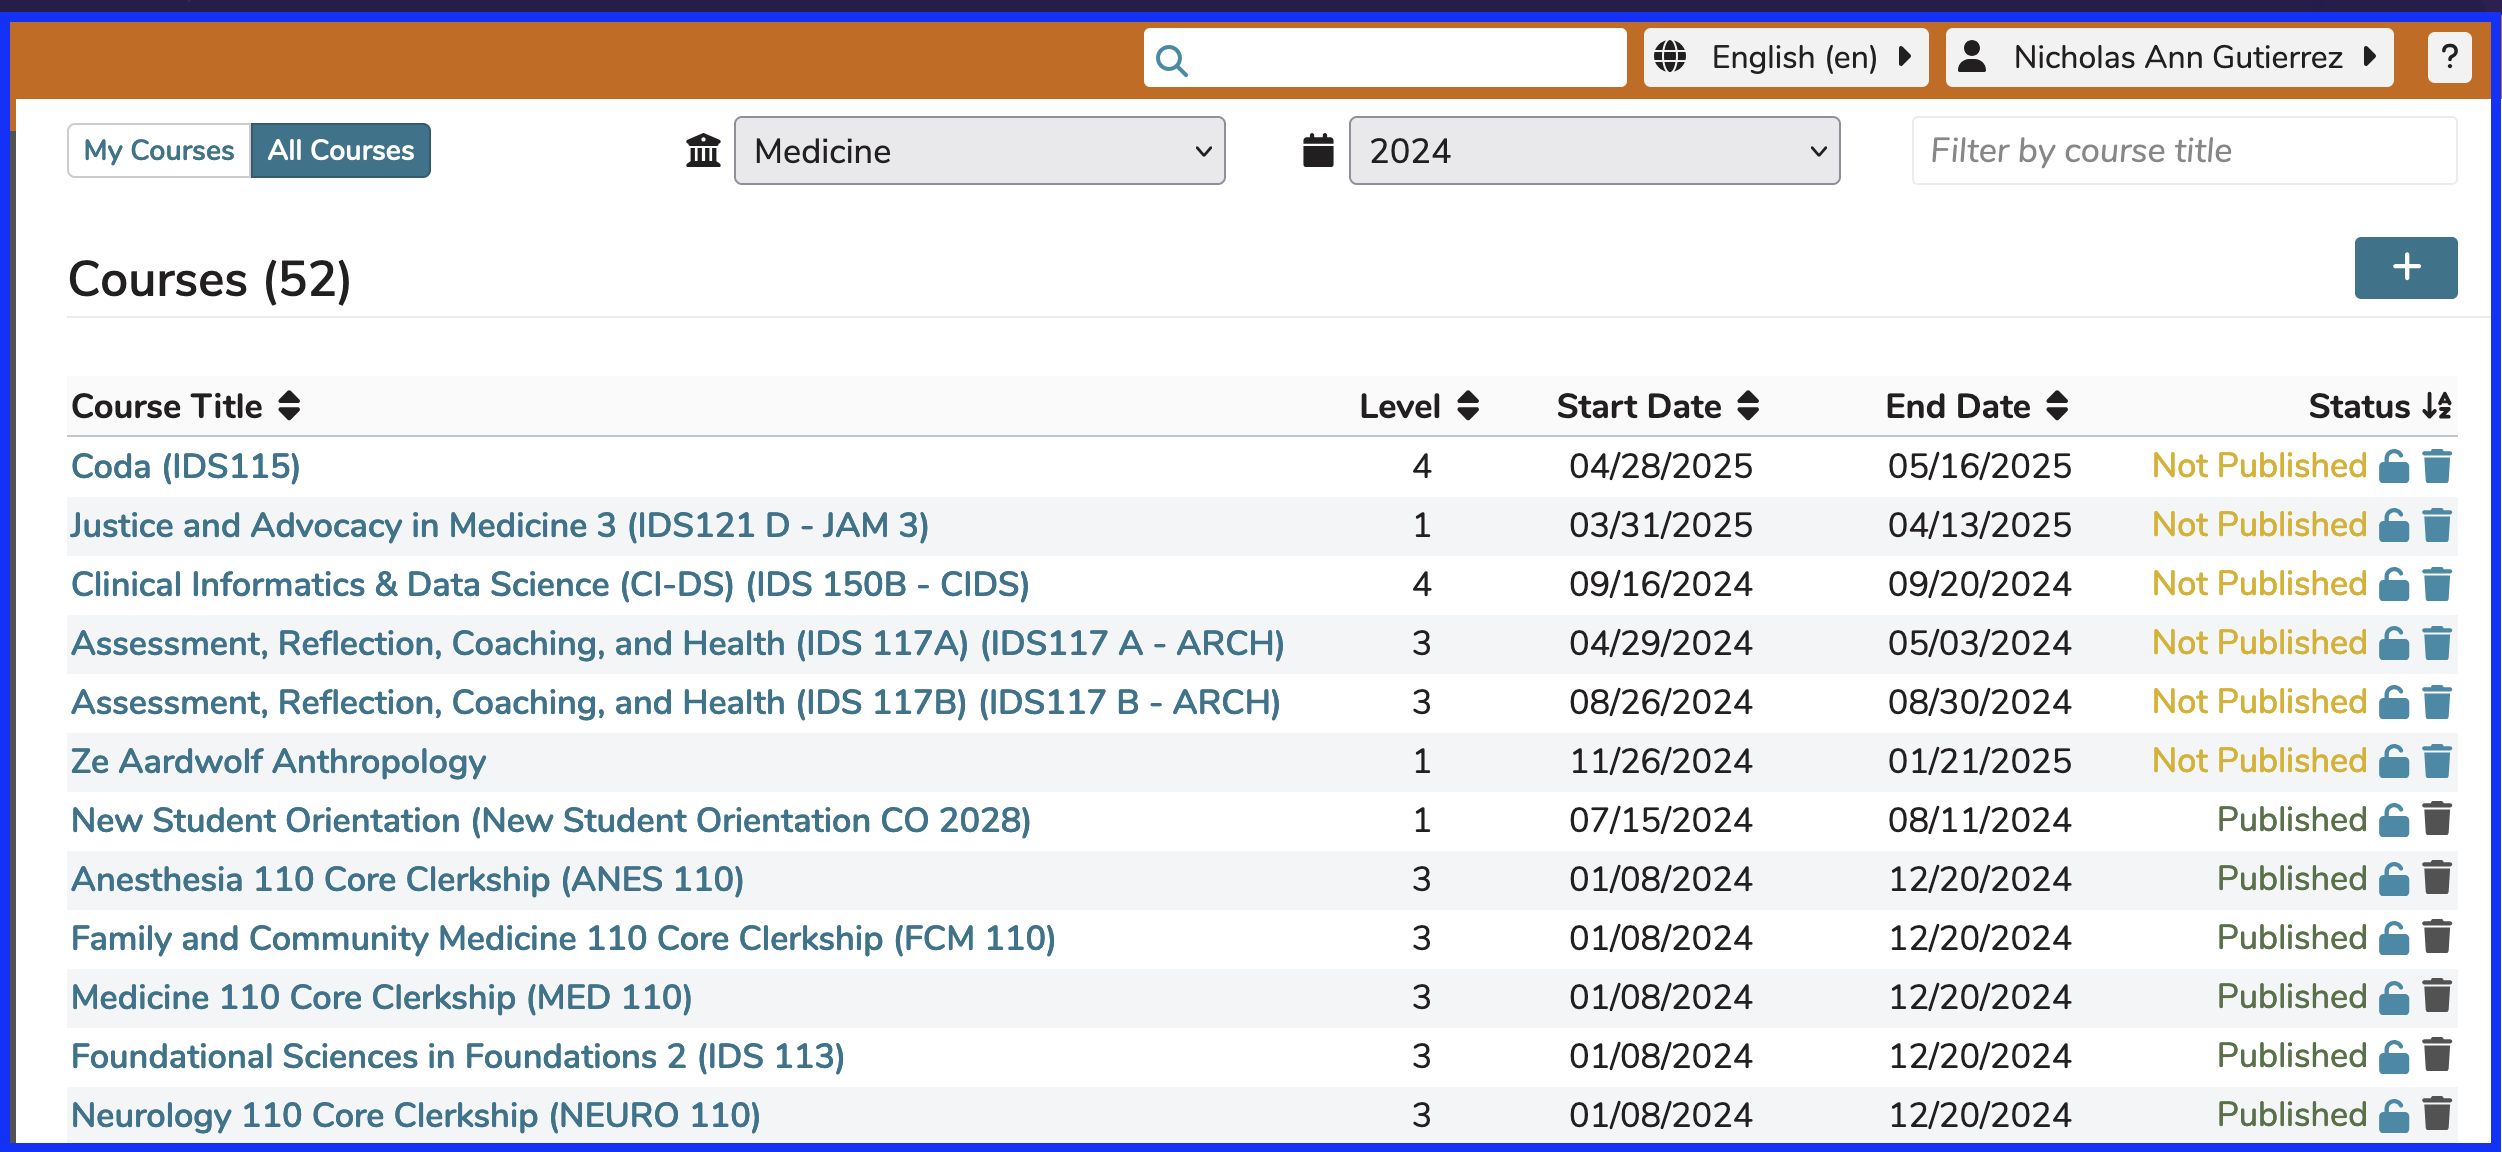 English (en) Nicholas Ann Gutierrez ?
My Courses All Courses Medicine 2024 Filter by course title
Courses (52) +
Course Title Level Start Date End Date Status
Coda (IDS115) 4 04/28/2025 05/16/2025 Not Published
Justice and Advocacy in Medicine 3 (IDS121 D - JAM 3) 1 03/31/2025 04/13/2025 Not Published
Clinical Informatics & Data Science (CI-DS) (IDS 150B - CIDS) 4 09/16/2024 09/20/2024 Not Published
Assessment, Reflection, Coaching, and Health (IDS 117A) (IDS117 A - ARCH) 3 04/29/2024 05/03/2024 Not Published
Assessment, Reflection, Coaching, and Health (IDS 117B) (IDS117 B - ARCH) 3 08/26/2024 08/30/2024 Not Published
Ze Aardwolf Anthropology 1 11/26/2024 01/21/2025 Not Published
New Student Orientation (New Student Orientation CO 2028) 1 07/15/2024 08/11/2024 Published
Anesthesia 110 Core Clerkship (ANES 110) 3 01/08/2024 12/20/2024 Published
Family and Community Medicine 110 Core Clerkship (FCM 110) 3 01/08/2024 12/20/2024 Published
Medicine 110 Core Clerkship (MED 110) 3 01/08/2024 12/20/2024 Published
Foundational Sciences in Foundations 2 (IDS 113) 3 01/08/2024 12/20/2024 Published
Neurology 110 Core Clerkship (NEURO 110) 3 01/08/2024 12/20/2024 Published